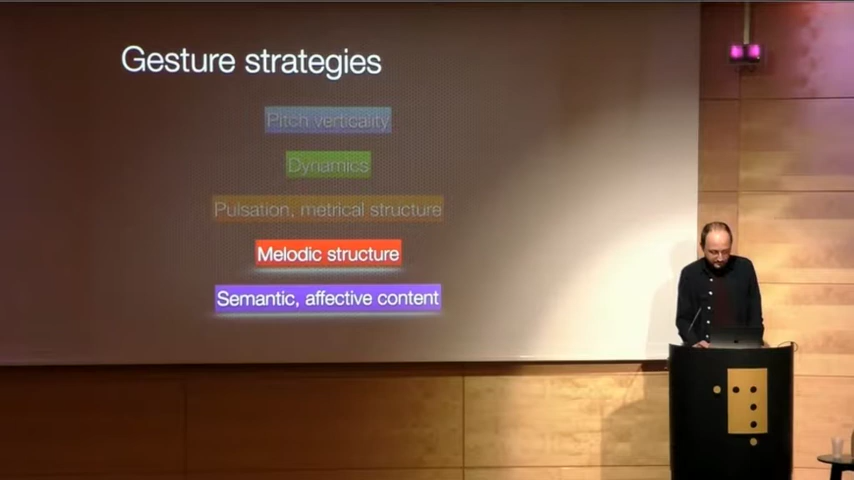 Gesture strategies
Pitch verticality
Dynamics
Pulsation, metrical structure
Melodic structure
Semantic, affective content